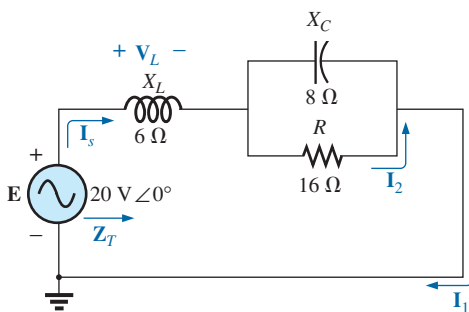 X_C
+ V_L −
X_L
8 Ω
I_s
6 Ω
R
+
16 Ω
I_2
E
20 V∠0°
Z_T
−
I_1